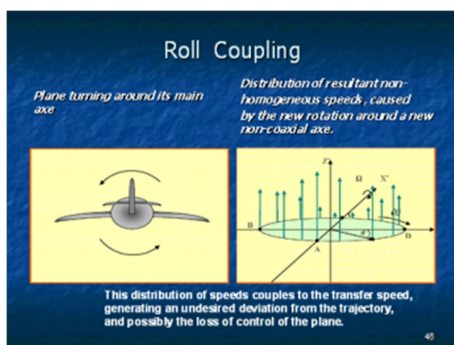 Roll Coupling
Plane turning around its main
axe
Distribution of resultant non-
homogeneous speeds, caused
by the new rotation around a new
non-coaxial axe.
Ω
X'
B
A
D
This distribution of speeds couples to the transfer speed,
generating an undesired deviation from the trajectory,
and possibly the loss of control of the plane.
46